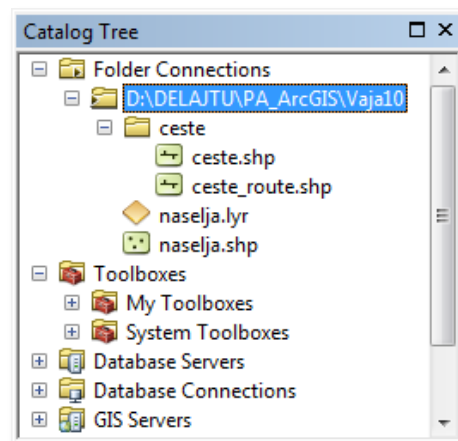 Catalog Tree
Folder Connections
D:\DELAJTU\PA_ArcGIS\Vaja10
ceste
ceste.shp
ceste_route.shp
naselja.lyr
naselja.shp
Toolboxes
My Toolboxes
System Toolboxes
Database Servers
Database Connections
GIS Servers